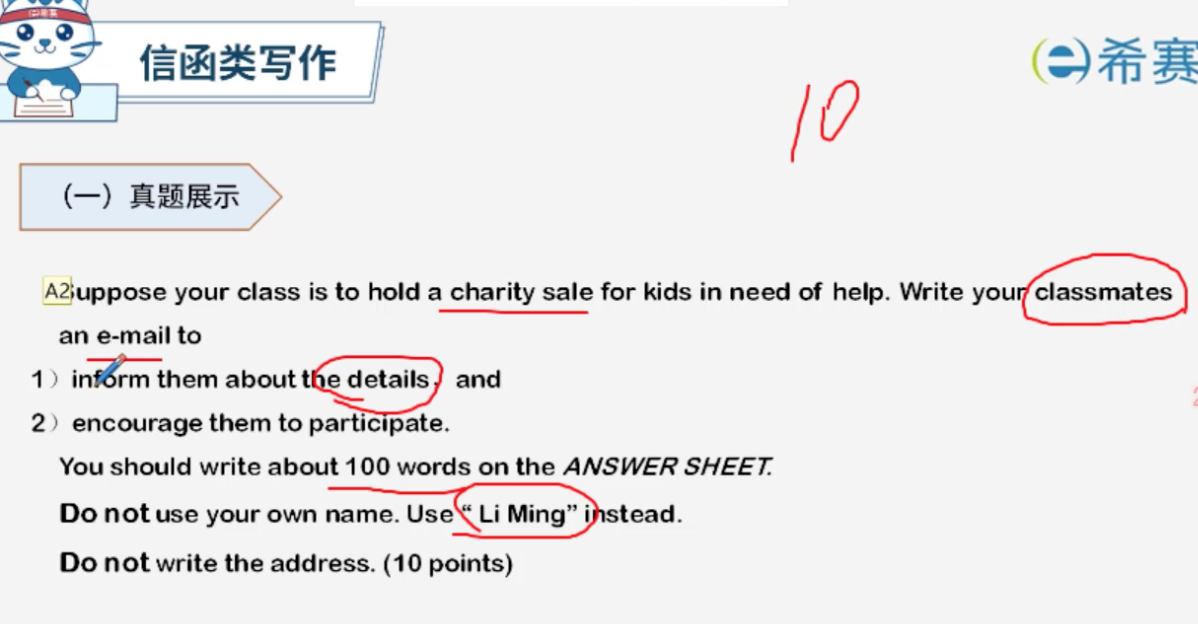 信函类写作
希赛
10
(一)真题展示
A2 uppose your class is to hold a charity sale for kids in need of help. Write your classmates
an e-mail to
1)inform them about the details, and
2)encourage them to participate.
You should write about 100 words on the ANSWER SHEET.
Do not use your own name. Use “ Li Ming” instead.
Do not write the address. (10 points)